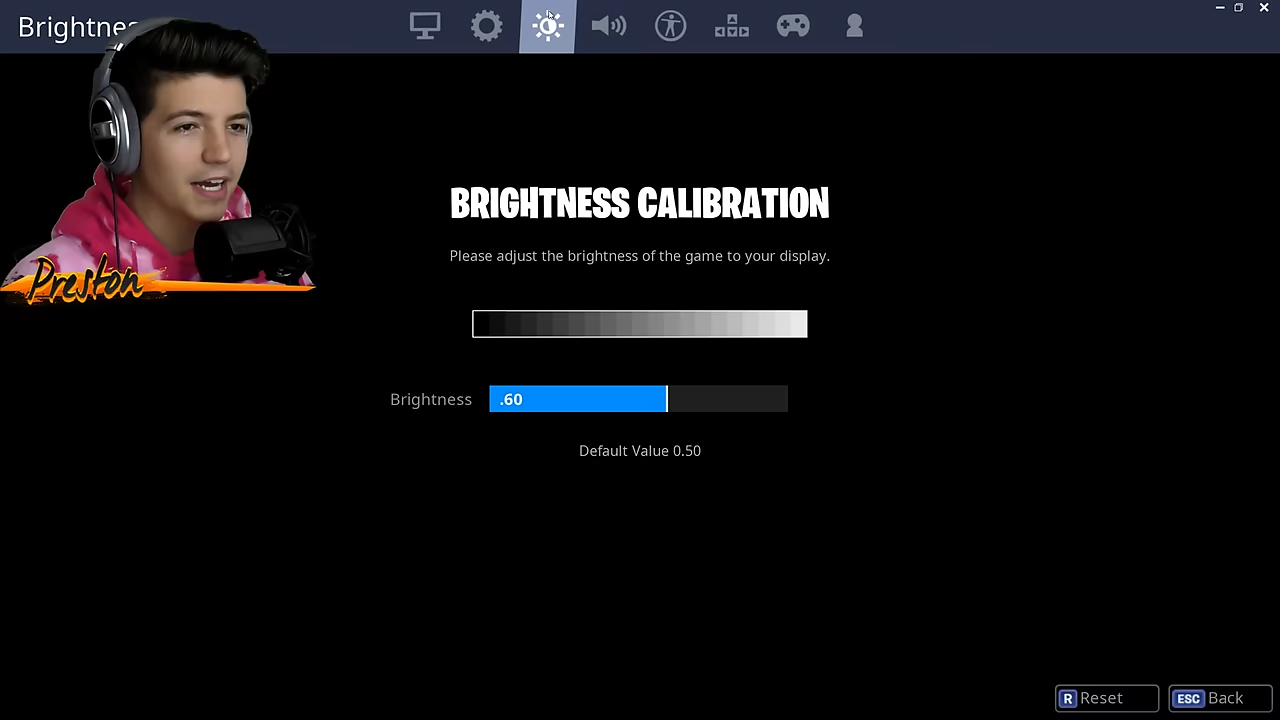 Brightne
Preston
BRIGHTNESS CALIBRATION
Please adjust the brightness of the game to your display.
Brightness .60
Default Value 0.50
R Reset ESC Back